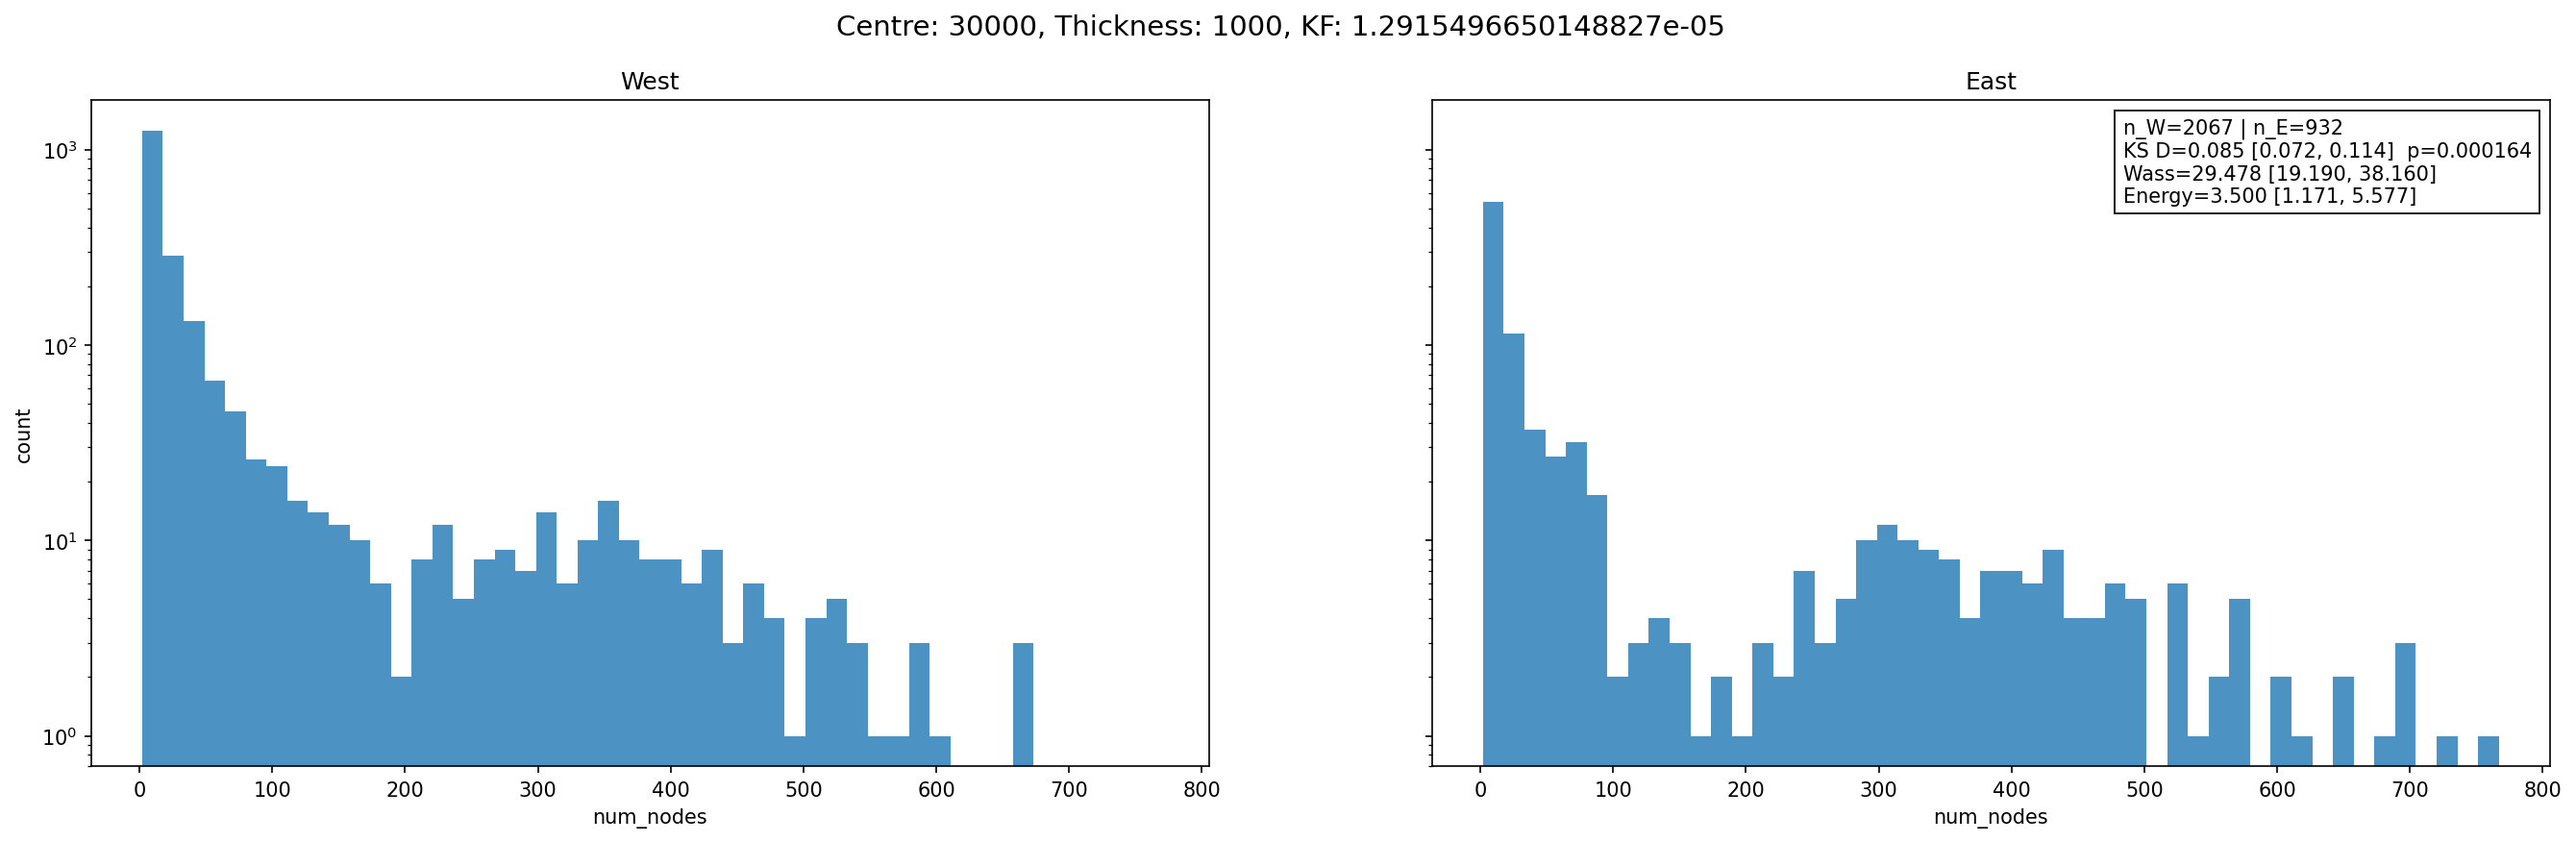 Centre: 30000, Thickness: 1000, KF: 1.2915496650148827e-05
West
East
n_W=2067 | n_E=932
KS D=0.085 [0.072, 0.114]  p=0.000164
Wass=29.478 [19.190, 38.160]
Energy=3.500 [1.171, 5.577]
10³
10²
10¹
10⁰
count
0 100 200 300 400 500 600 700 800
num_nodes
0 100 200 300 400 500 600 700 800
num_nodes